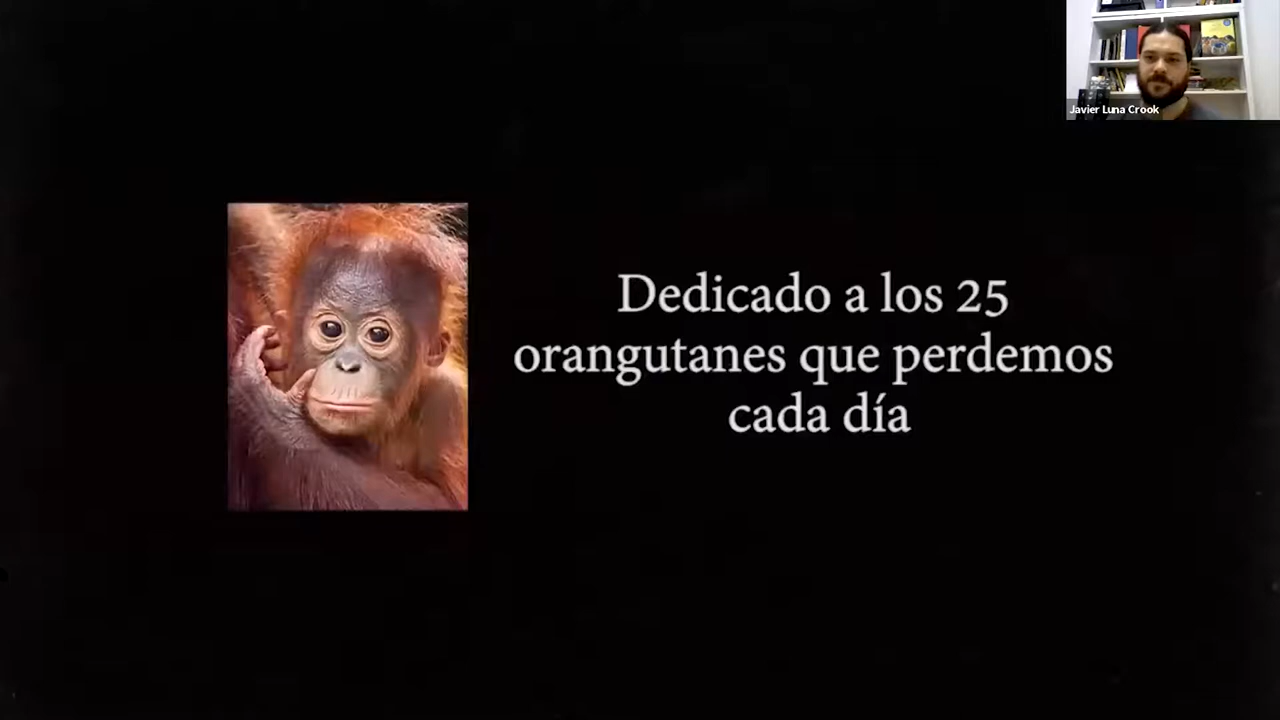 Javier Luna Crook
Dedicado a los 25
orangutanes que perdemos
cada día